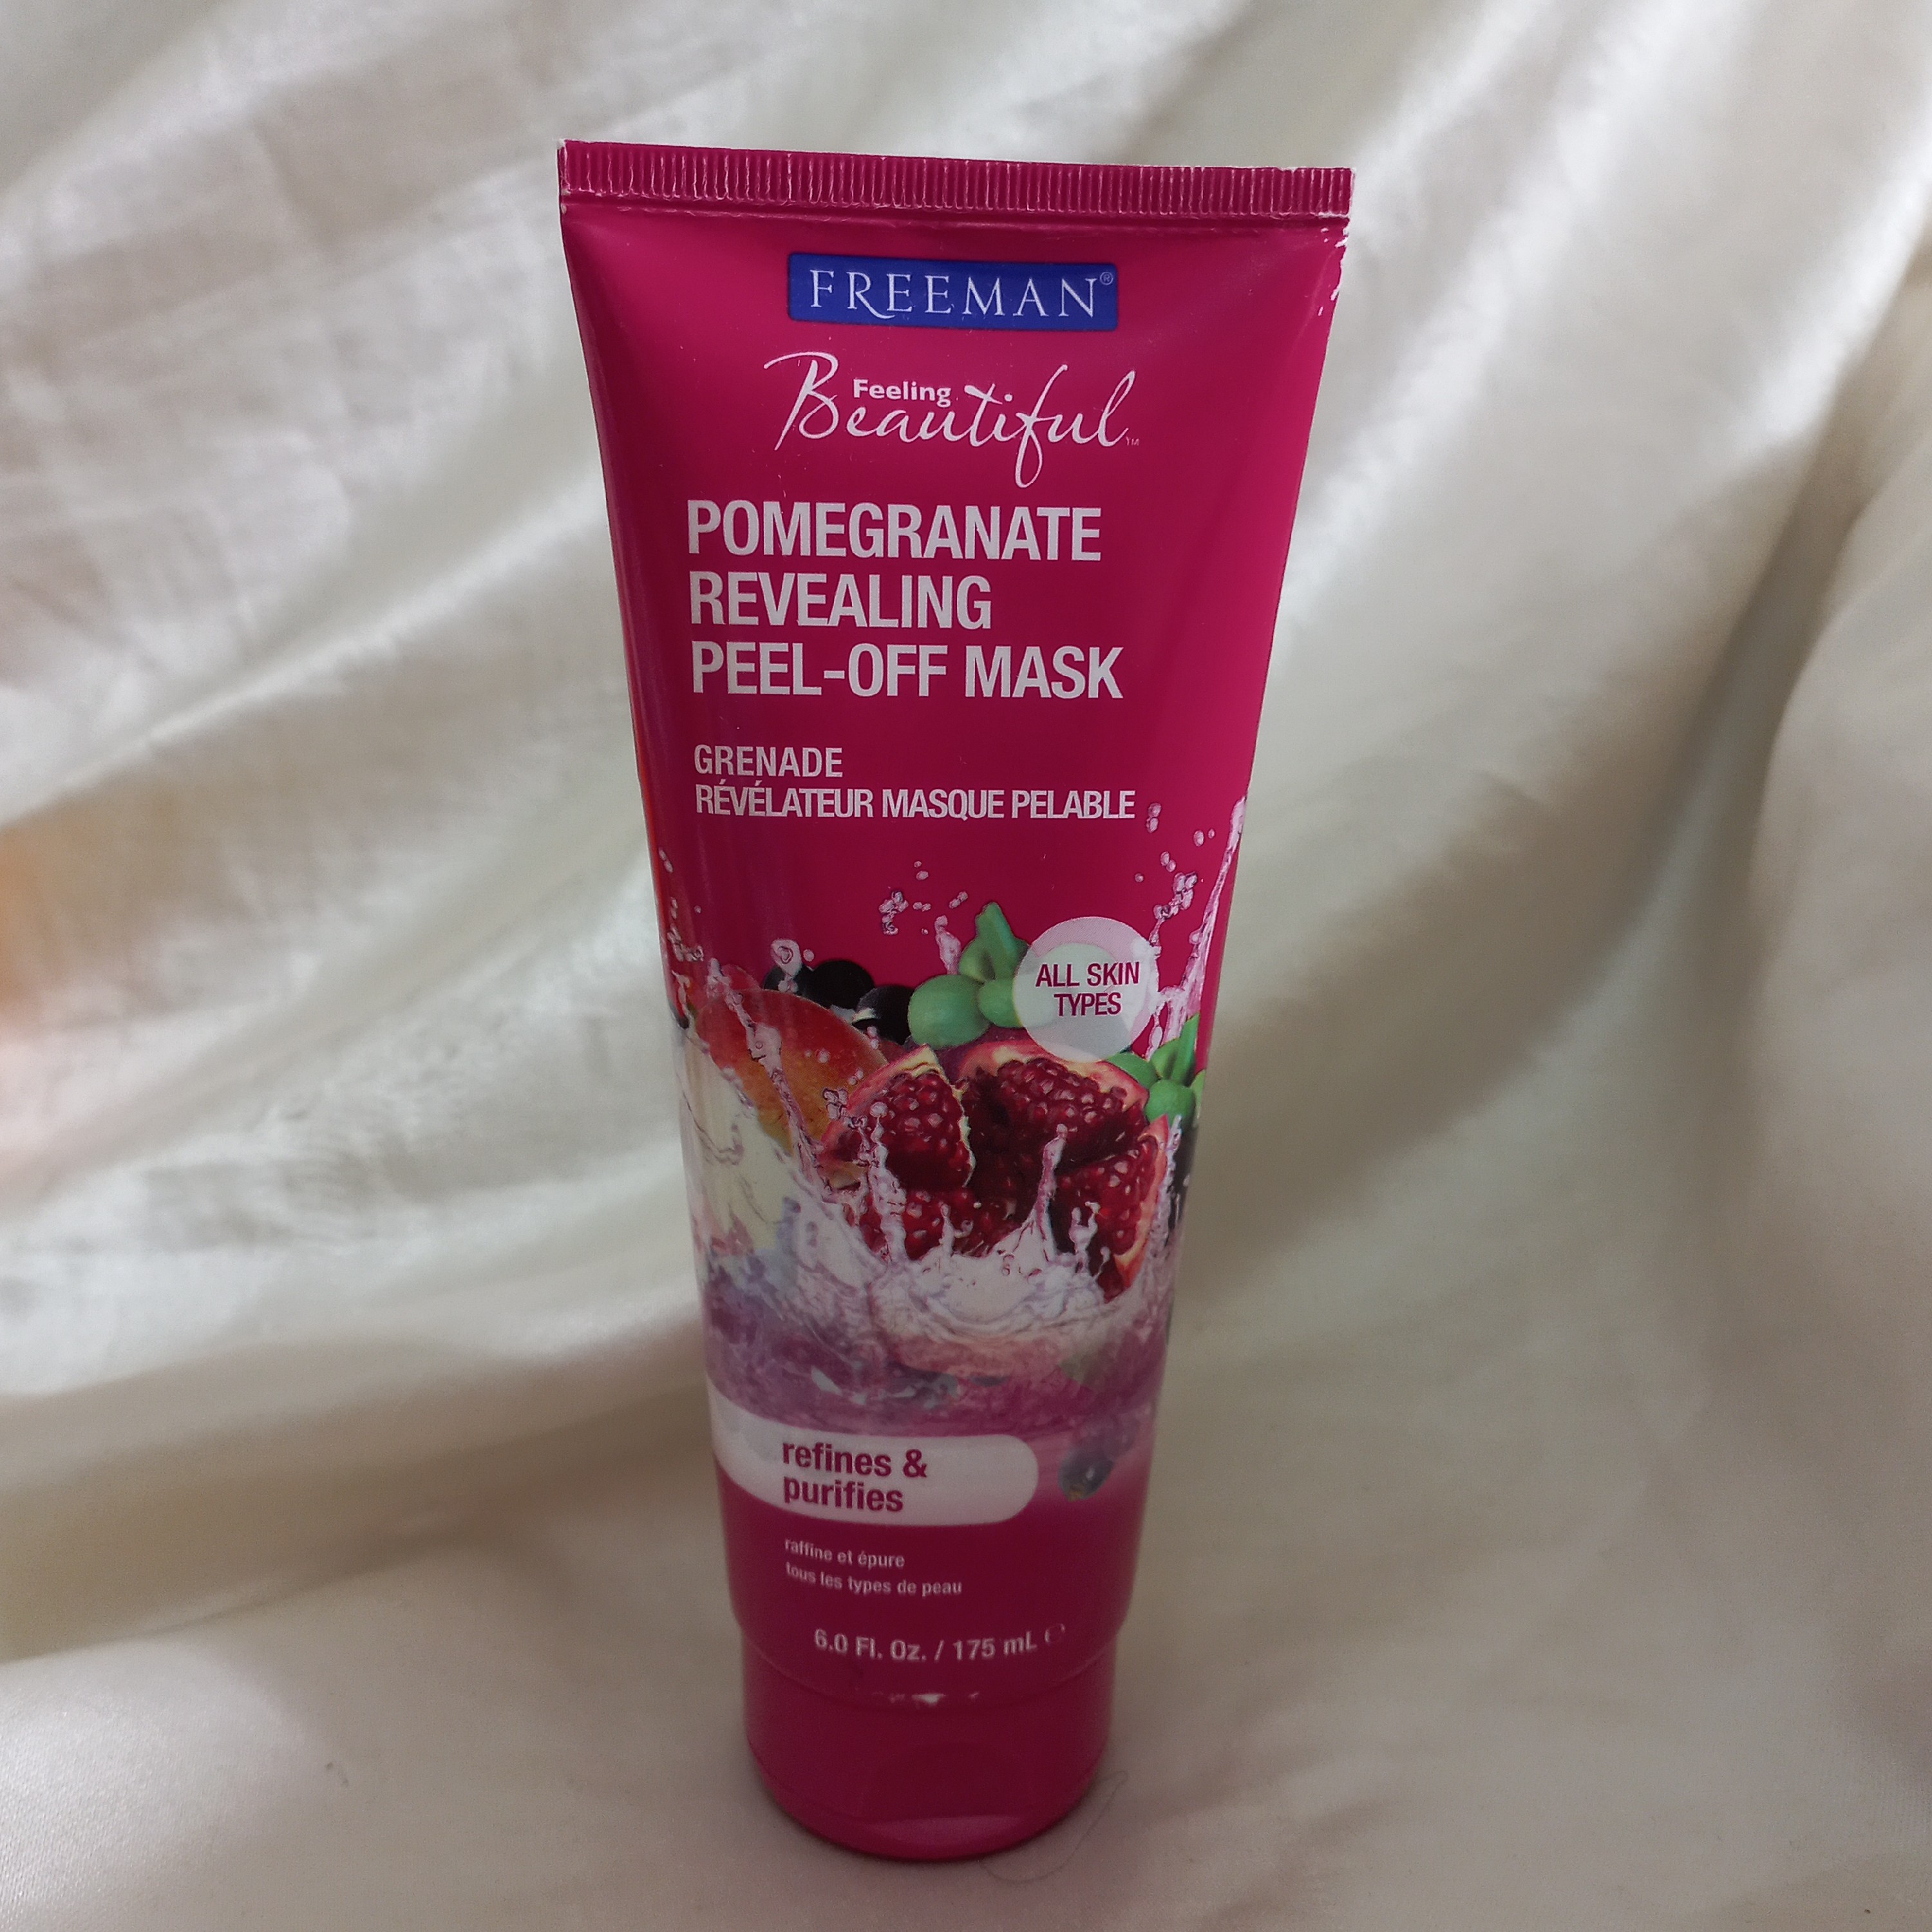 FREEMAN®
Feeling
Beautiful™
POMEGRANATE
REVEALING
PEEL-OFF MASK
GRENADE
RÉVÉLATEUR MASQUE PELABLE
ALL SKIN
TYPES
refines &
purifies
raffine et épure
tous les types de peau
6.0 Fl. Oz. / 175 mL ℮